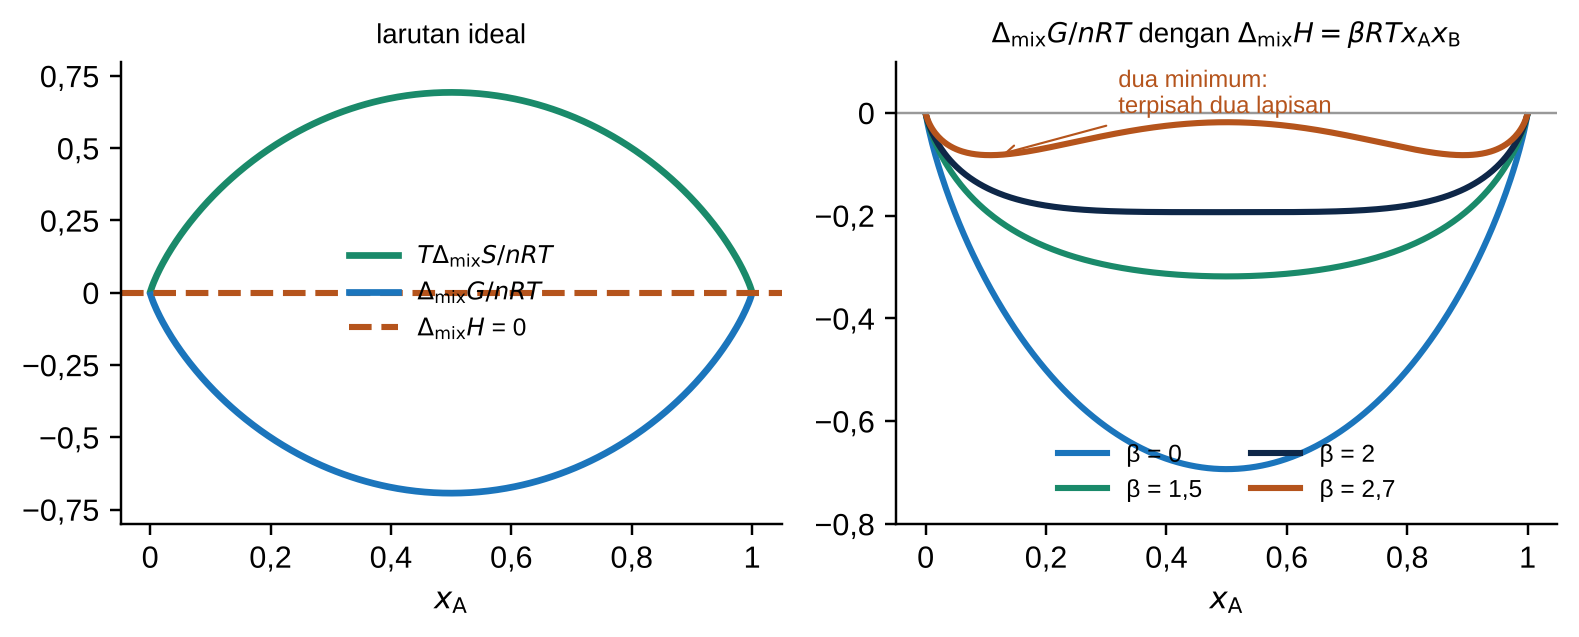 larutan ideal
0,75
0,5
0,25
0
−0,25
−0,5
−0,75
TΔmixS/nRT
ΔmixG/nRT
ΔmixH = 0
0 0,2 0,4 0,6 0,8 1
xA
ΔmixG/nRT dengan ΔmixH = βRTxAxB
dua minimum:
terpisah dua lapisan
0
−0,2
−0,4
−0,6
−0,8
β = 0 β = 2
β = 1,5 β = 2,7
0 0,2 0,4 0,6 0,8 1
xA